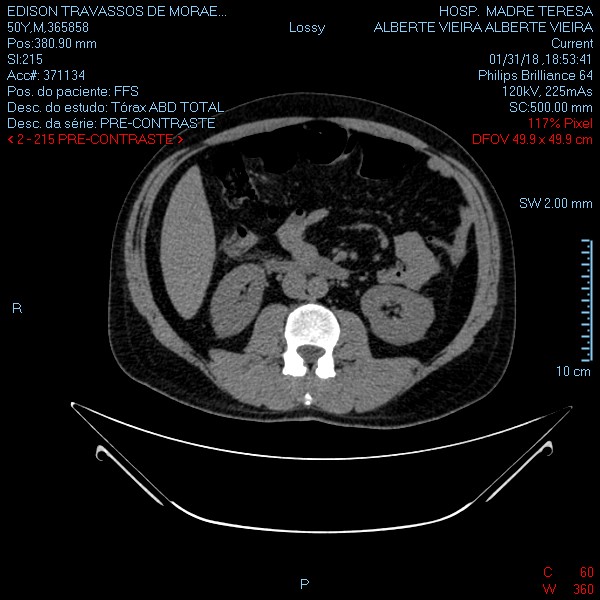 EDISON TRAVASSOS DE MORAE...
50Y,M,365858
Pos:380.90 mm
SI:215
Acc#: 371134
Pos. do paciente: FFS
Desc. do estudo: Tórax ABD TOTAL
Desc. da série: PRE-CONTRASTE
< 2 - 215 PRE-CONTRASTE >
Lossy
HOSP. MADRE TERESA
ALBERTE VIEIRA ALBERTE VIEIRA
Current
01/31/18 ,18:53:41
Philips Brilliance 64
120kV, 225mAs
SC:500.00 mm
117% Pixel
DFOV 49.9 x 49.9 cm
SW 2.00 mm
R
10 cm
P
C 60
W 360